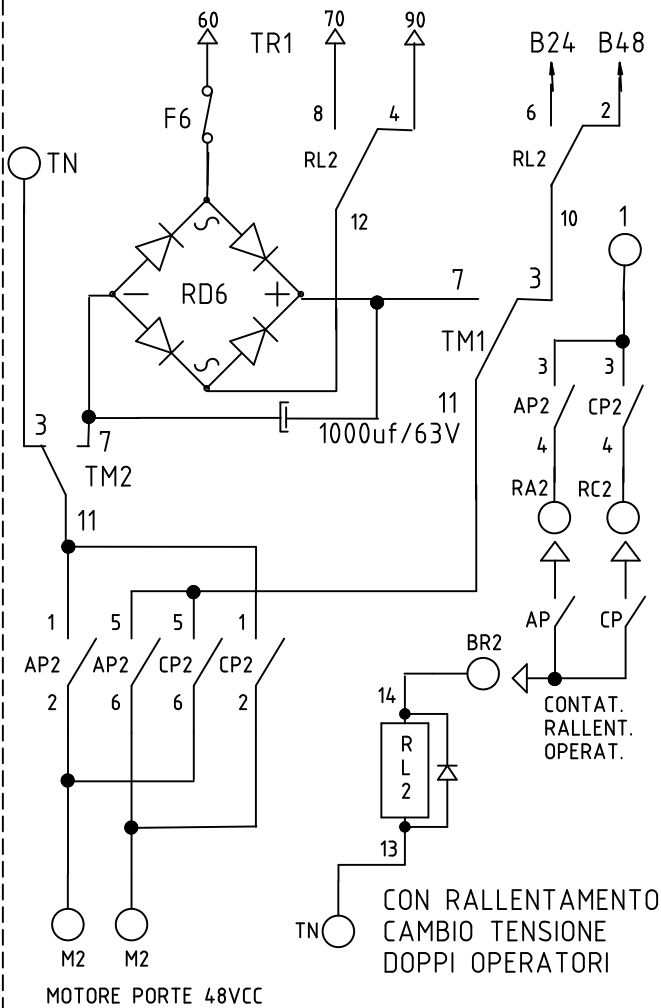 60
TR1
70
90
B24 B48
F6
8
4
6
2
RL2
RL2
TN
12
10
1
S
- RD6 +
7
3
TM1
S
3
3
11
AP2
CP2
1000uf/63V
3
7
4
4
TM2
RA2
RC2
11
1
5
5
1
AP
CP
AP2
AP2
CP2
CP2
BR2
2
6
6
2
14
CONTAT.
RALLENT.
OPERAT.
R
L
2
13
CON RALLENTAMENTO
TN
CAMBIO TENSIONE
M2
M2
DOPPI OPERATORI
MOTORE PORTE 48VCC